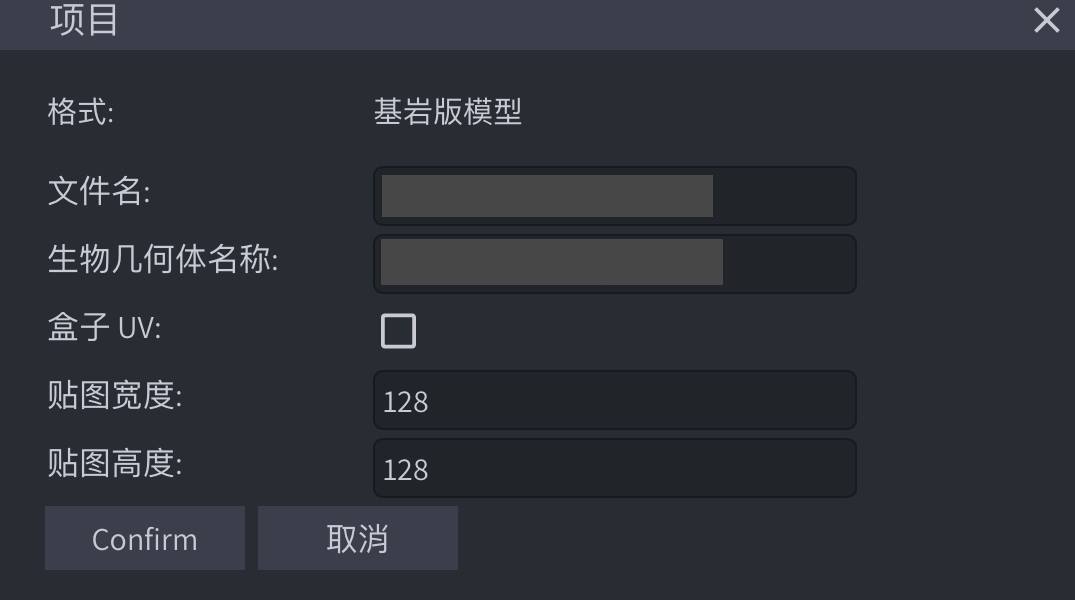 项目
格式: 基岩版模型
文件名:
生物几何体名称:
盒子 UV:
贴图宽度: 128
贴图高度: 128
Confirm 取消